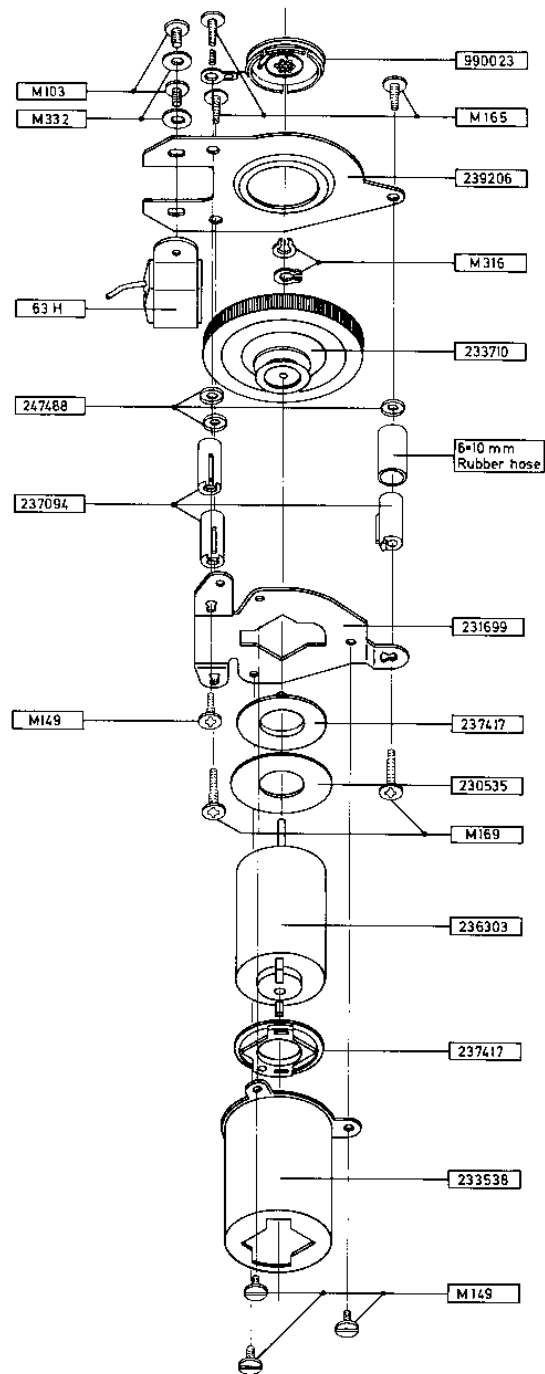 990023
M103
M332
M165
239206
M316
63 H
233710
247488
6=10 mm
Rubber hose
237094
231699
M149
237417
230535
M169
236303
237417
233538
M149